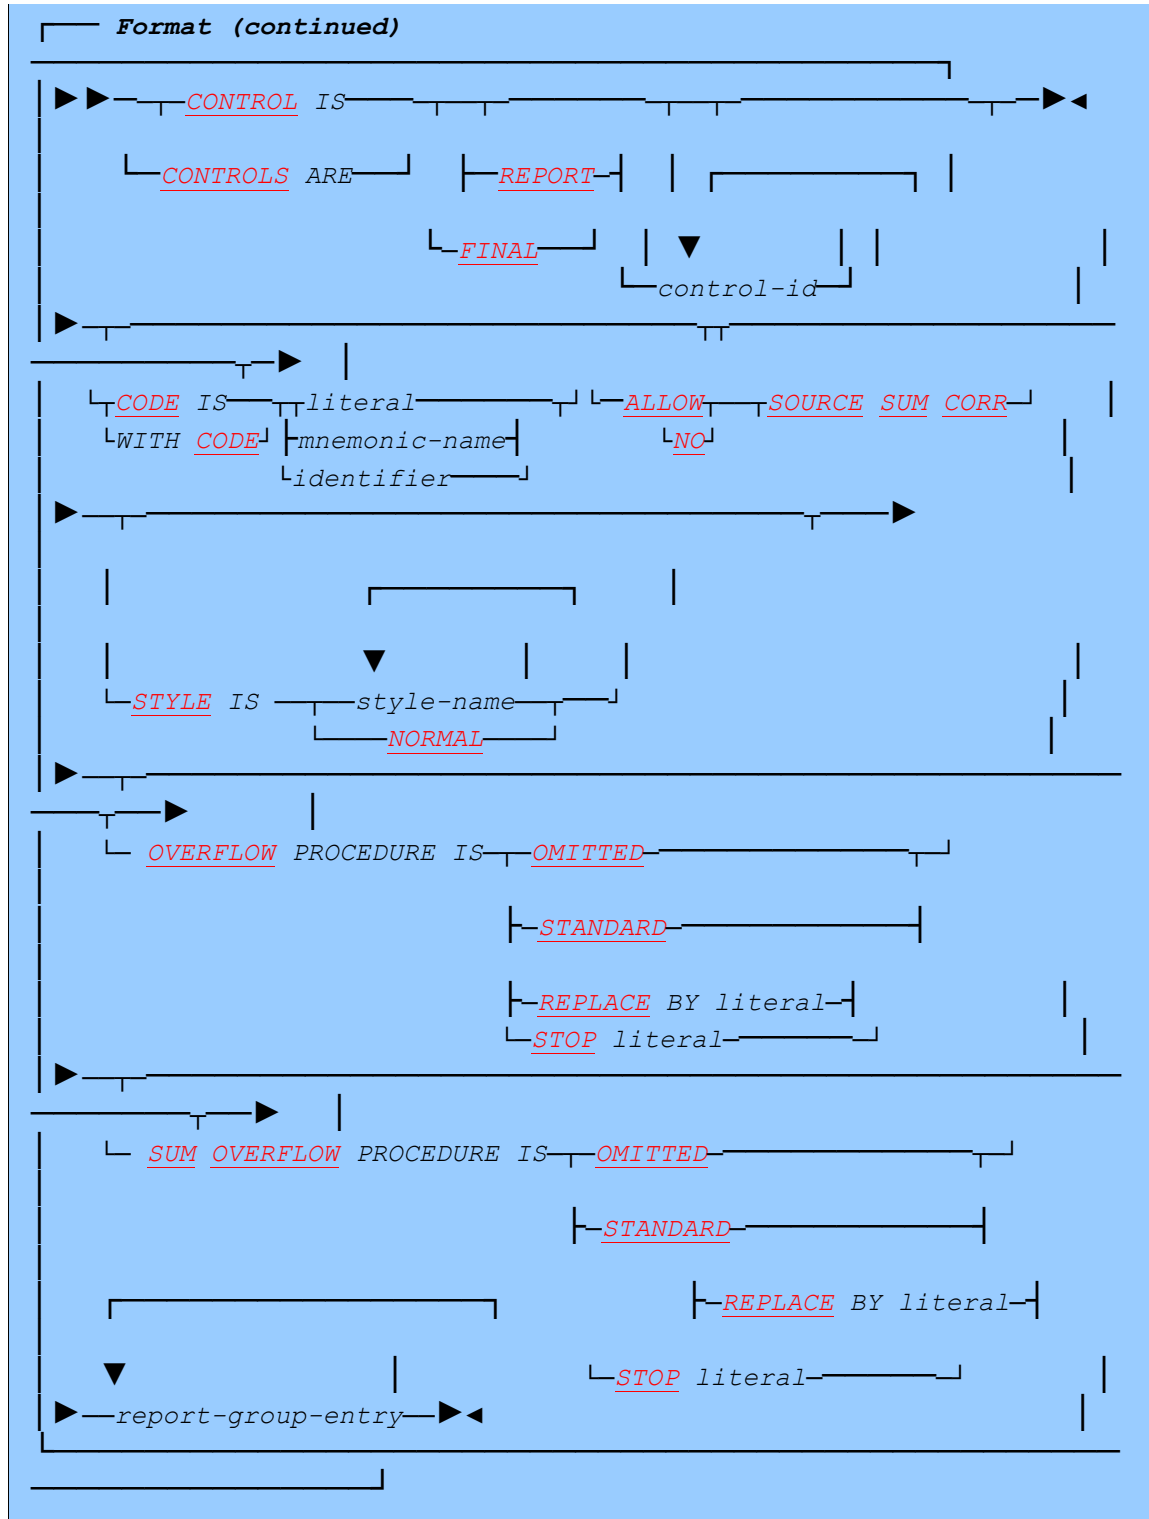 Format (continued)
CONTROL IS
CONTROLS ARE REPORT
FINAL
control-id
CODE IS literal ALLOW SOURCE SUM CORR
WITH CODE mnemonic-name NO
identifier
STYLE IS style-name
NORMAL
OVERFLOW PROCEDURE IS OMITTED
STANDARD
REPLACE BY literal
STOP literal
SUM OVERFLOW PROCEDURE IS OMITTED
STANDARD
REPLACE BY literal
STOP literal
report-group-entry